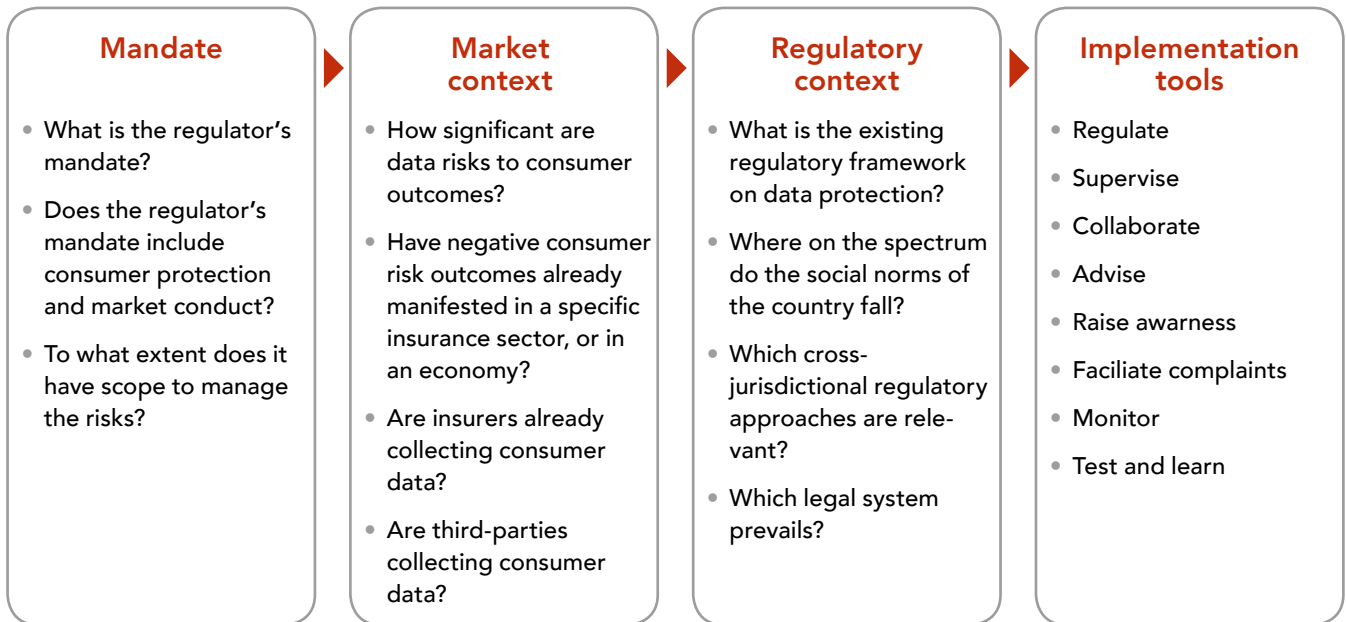 Mandate
• What is the regulator's
mandate?
• Does the regulator's
mandate include
consumer protection
and market conduct?
• To what extent does it
have scope to manage
the risks?
Market
context
• How significant are
data risks to consumer
outcomes?
• Have negative consumer
risk outcomes already
manifested in a specific
insurance sector, or in
an economy?
• Are insurers already
collecting consumer
data?
• Are third-parties
collecting consumer
data?
Regulatory
context
• What is the existing
regulatory framework
on data protection?
• Where on the spectrum
do the social norms of
the country fall?
• Which cross-
jurisdictional regulatory
approaches are rele-
vant?
• Which legal system
prevails?
Implementation
tools
• Regulate
• Supervise
• Collaborate
• Advise
• Raise awarness
• Faciliate complaints
• Monitor
• Test and learn